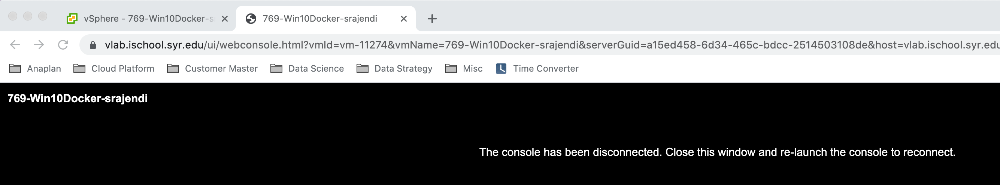 vSphere - 769-Win10Docker-s
769-Win10Docker-srajendi
vlab.ischool.syr.edu/ui/webconsole.html?vmId=vm-11274&vmName=769-Win10Docker-srajendi&serverGuid=a15ed458-6d34-465c-bdcc-2514503108de&host=vlab.ischool.syr.edu
Anaplan Cloud Platform Customer Master Data Science Data Strategy Misc Time Converter
769-Win10Docker-srajendi
The console has been disconnected. Close this window and re-launch the console to reconnect.